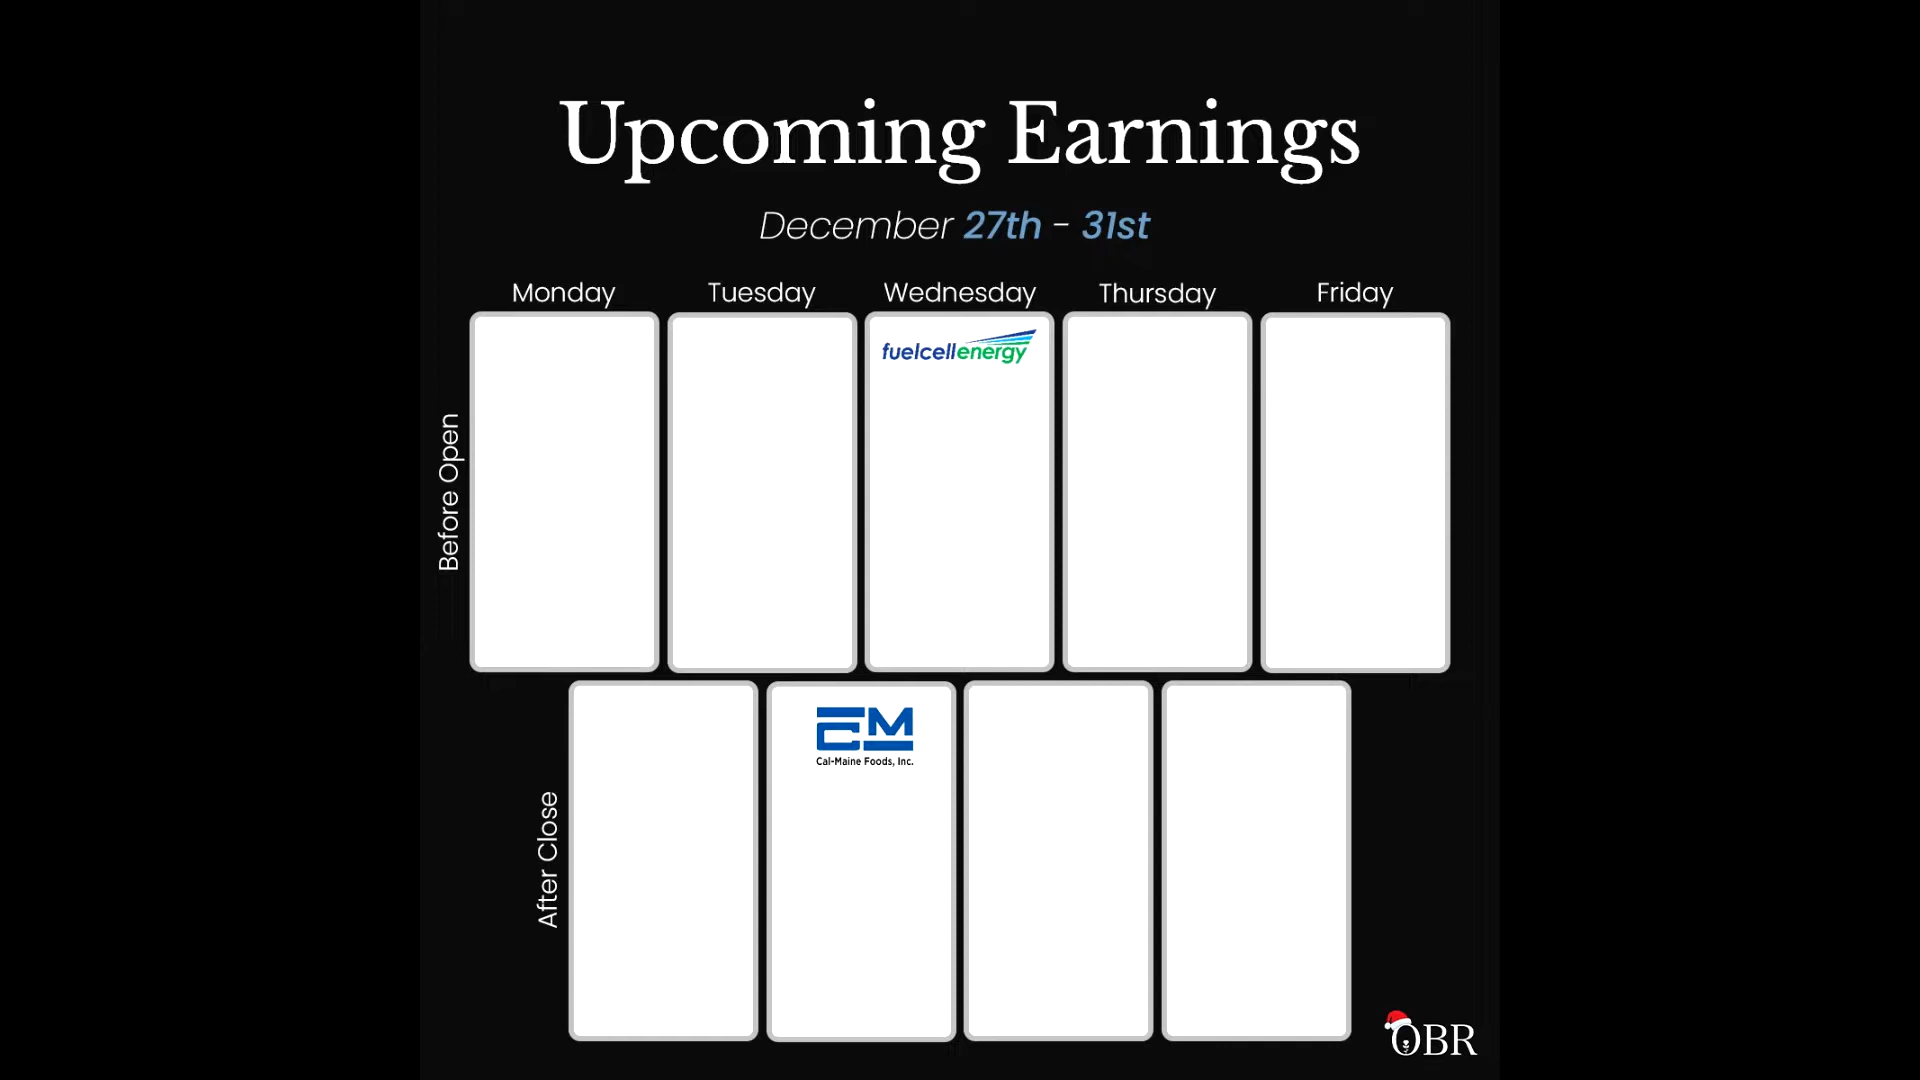 Upcoming Earnings
December 27th - 31st
Monday Tuesday Wednesday Thursday Friday
Before Open
fuelcellenergy
After Close
CM
Cal-Maine Foods, Inc.
OBR